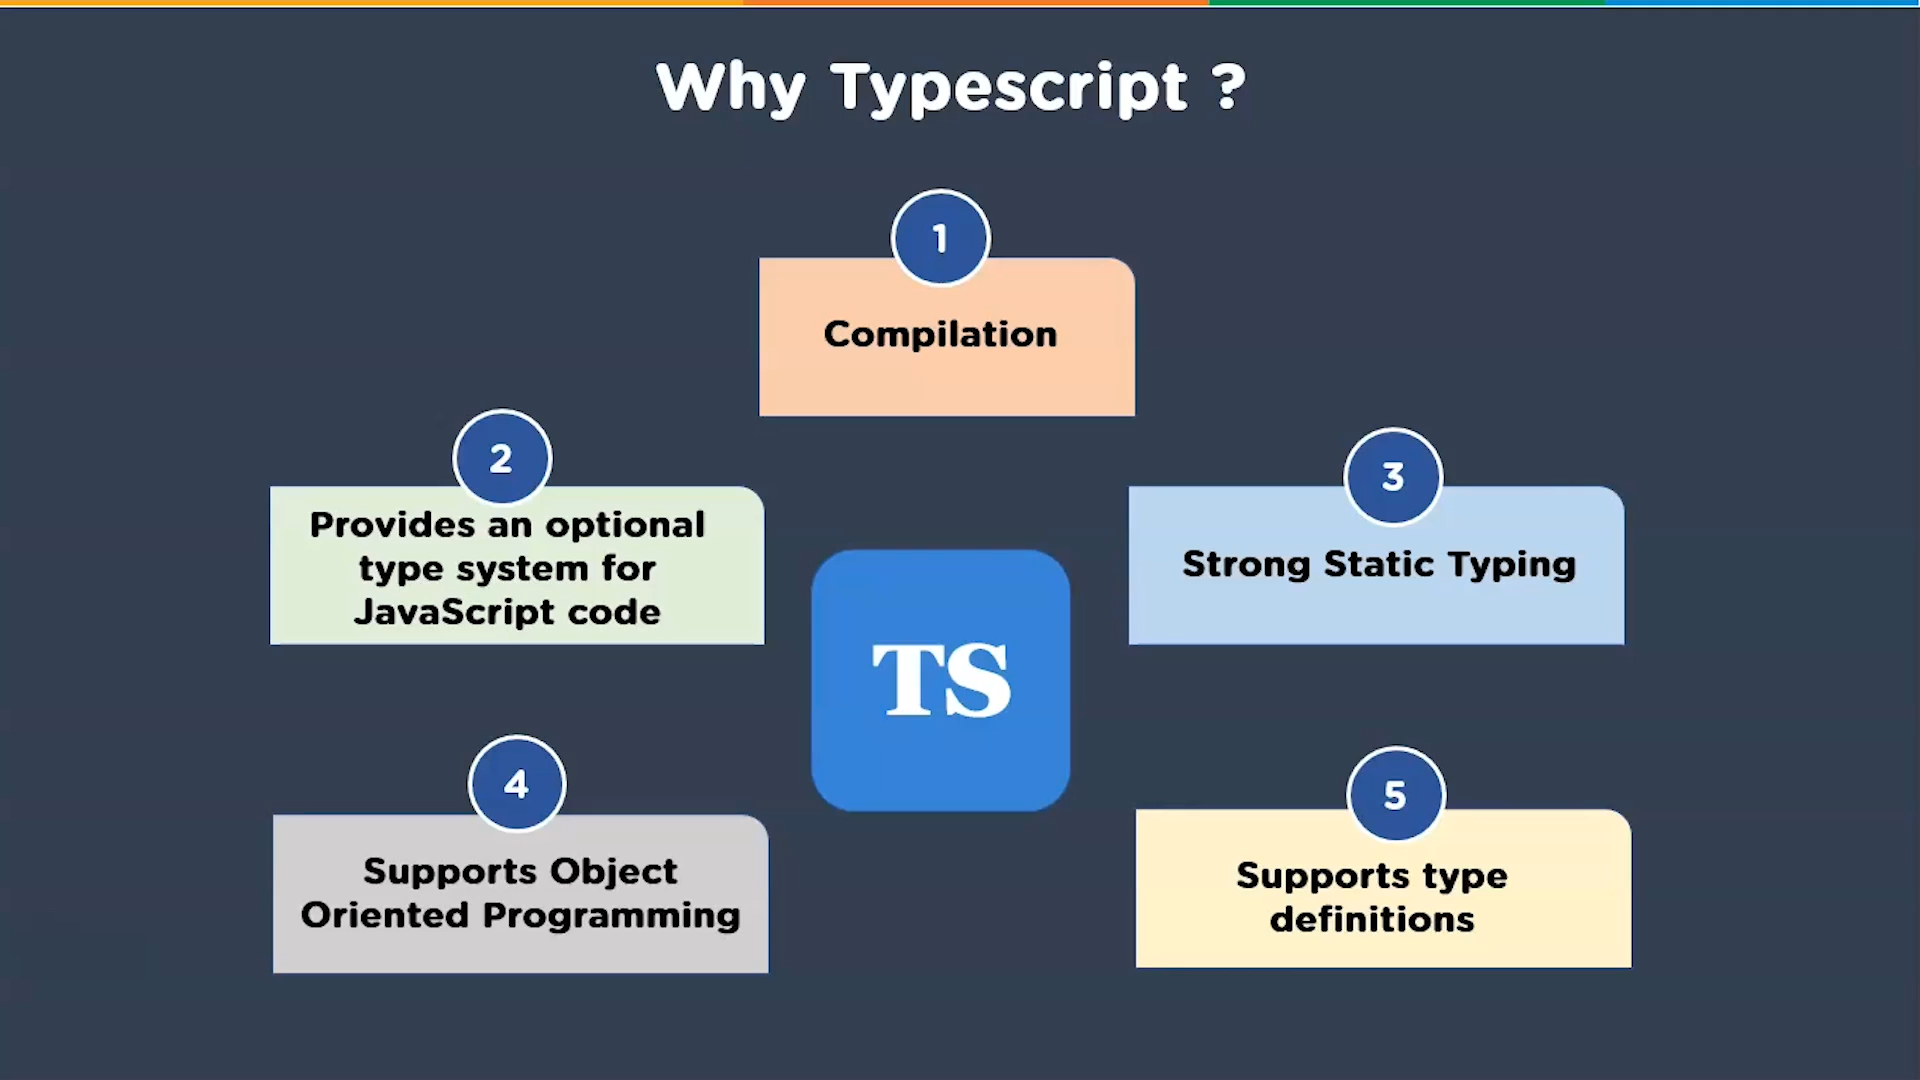 Why Typescript ?
1
Compilation
2
Provides an optional
type system for
JavaScript code
3
Strong Static Typing
TS
4
Supports Object
Oriented Programming
5
Supports type
definitions